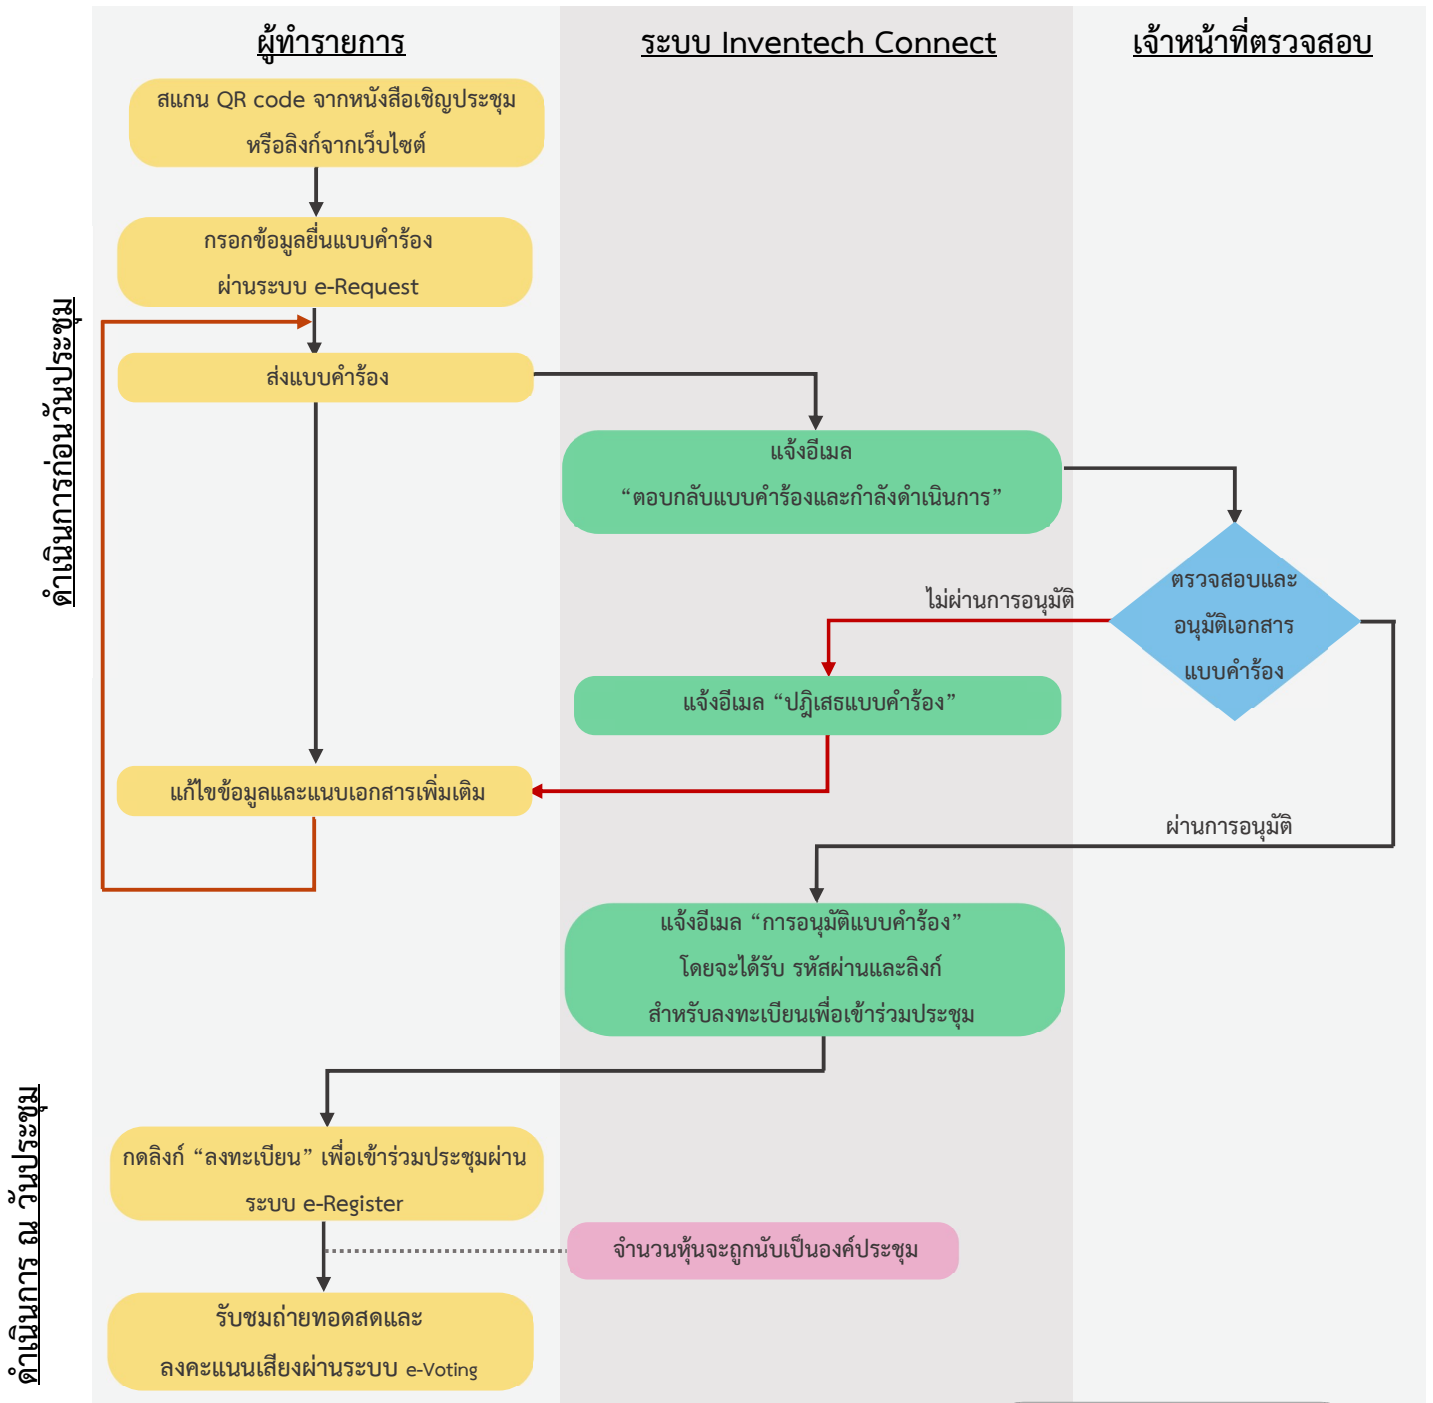 ผู้ทำรายการ
ระบบ Inventech Connect
เจ้าหน้าที่ตรวจสอบ
ดำเนินการก่อนวันประชุม
สแกน QR code จากหนังสือเชิญประชุม
หรือลิงก์จากเว็บไซต์
กรอกข้อมูลยื่นแบบคำร้อง
ผ่านระบบ e-Request
ส่งแบบคำร้อง
แจ้งอีเมล
“ตอบกลับแบบคำร้องและกำลังดำเนินการ”
ตรวจสอบและ
อนุมัติเอกสาร
แบบคำร้อง
ไม่ผ่านการอนุมัติ
แจ้งอีเมล “ปฎิเสธแบบคำร้อง”
แก้ไขข้อมูลและแนบเอกสารเพิ่มเติม
ผ่านการอนุมัติ
แจ้งอีเมล “การอนุมัติแบบคำร้อง”
โดยจะได้รับ รหัสผ่านและลิงก์
สำหรับลงทะเบียนเพื่อเข้าร่วมประชุม
ดำเนินการ ณ วันประชุม
กดลิงก์ “ลงทะเบียน” เพื่อเข้าร่วมประชุมผ่าน
ระบบ e-Register
จำนวนหุ้นจะถูกนับเป็นองค์ประชุม
รับชมถ่ายทอดสดและ
ลงคะแนนเสียงผ่านระบบ e-Voting